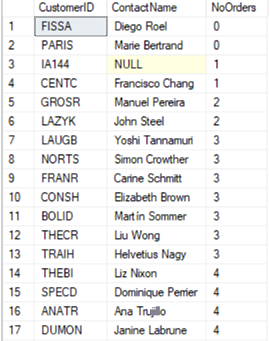 CustomerID ContactName NoOrders
1 FISSA Diego Roel 0
2 PARIS Marie Bertrand 0
3 IA144 NULL 1
4 CENTC Francisco Chang 1
5 GROSR Manuel Pereira 2
6 LAZYK John Steel 2
7 LAUGB Yoshi Tannamuri 3
8 NORTS Simon Crowther 3
9 FRANR Carine Schmitt 3
10 CONSH Elizabeth Brown 3
11 BOLID Martín Sommer 3
12 THECR Liu Wong 3
13 TRAIH Helvetius Nagy 3
14 THEBI Liz Nixon 4
15 SPECD Dominique Perrier 4
16 ANATR Ana Trujillo 4
17 DUMON Janine Labrune 4